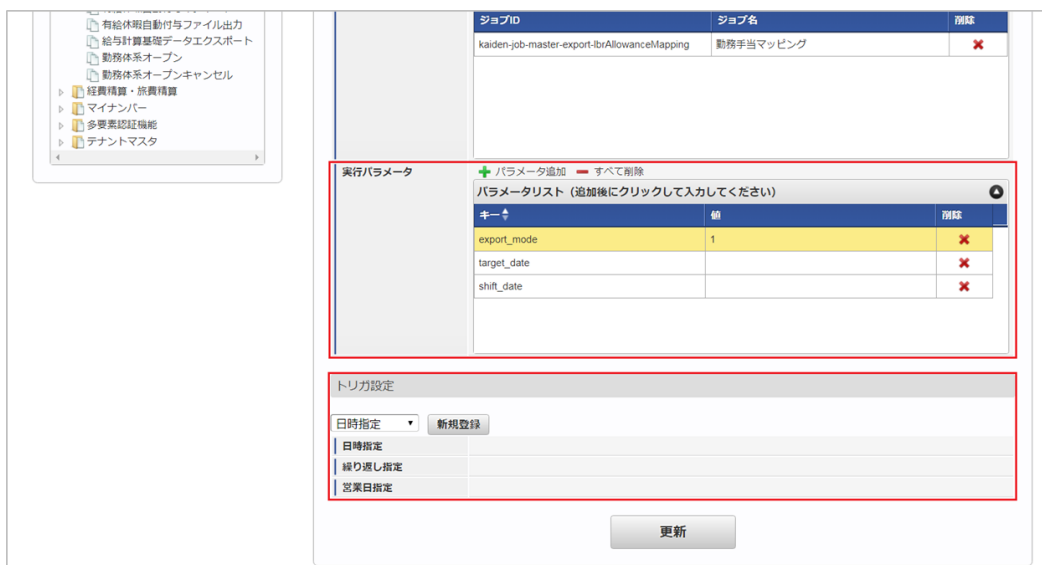 有給休暇自動付与ファイル出力
給与計算基礎データエクスポート
勤務体系オープン
勤務体系オープンキャンセル
経費精算・旅費精算
マイナンバー
多要素認証機能
テナントマスタ
ジョブID ジョブ名 削除
kaiden-job-master-export-lbrAllowanceMapping 勤務手当マッピング
実行パラメータ パラメータ追加 すべて削除
パラメータリスト（追加後にクリックして入力してください）
キー 値 削除
export_mode 1
target_date
shift_date
トリガ設定
日時指定 新規登録
日時指定
繰り返し指定
営業日指定
更新